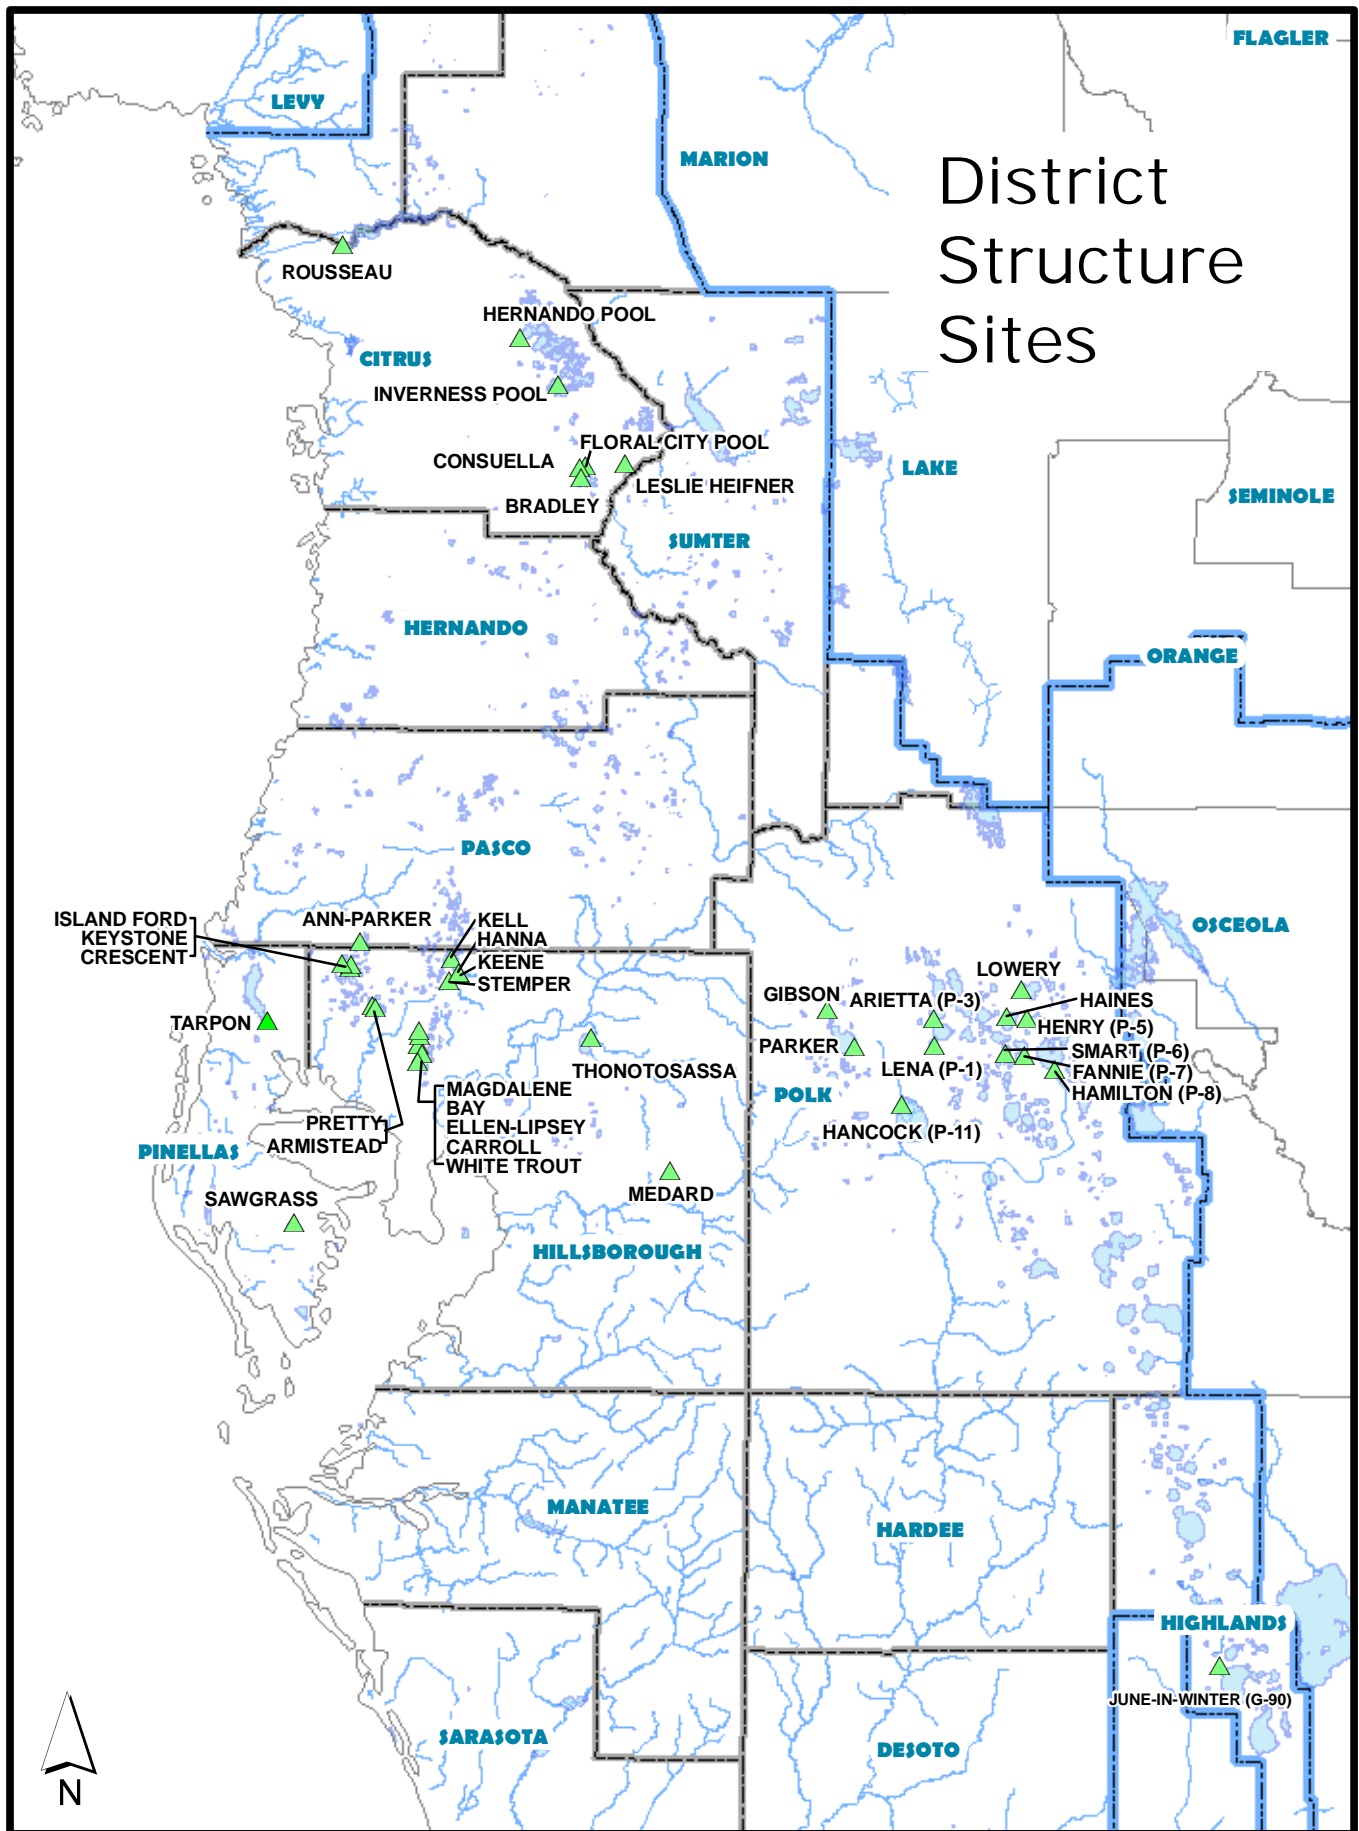 FLAGLER
LEVY
MARION
District
Structure
Sites
ROUSSEAU
HERNANDO POOL
CITRUS
INVERNESS POOL
FLORAL CITY POOL
CONSUELLA
LAKE
LESLIE HEIFNER
SEMINOLE
BRADLEY
SUMTER
HERNANDO
ORANGE
PASCO
ISLAND FORD
KEYSTONE
CRESCENT
ANN-PARKER
KELL
HANNA
KEENE
STEMPER
OSCEOLA
LOWERY
GIBSON
ARIETTA (P-3)
HAINES
TARPON
HENRY (P-5)
PARKER
SMART (P-6)
THONOTOSASSA
LENA (P-1)
FANNIE (P-7)
HAMILTON (P-8)
POLK
MAGDALENE
BAY
ELLEN-LIPSEY
CARROLL
WHITE TROUT
PRETTY
ARMISTEAD
HANCOCK (P-11)
PINELLAS
SAWGRASS
MEDARD
HILLSBOROUGH
MANATEE
HARDEE
HIGHLANDS
JUNE-IN-WINTER (G-90)
SARASOTA
DESOTO
N